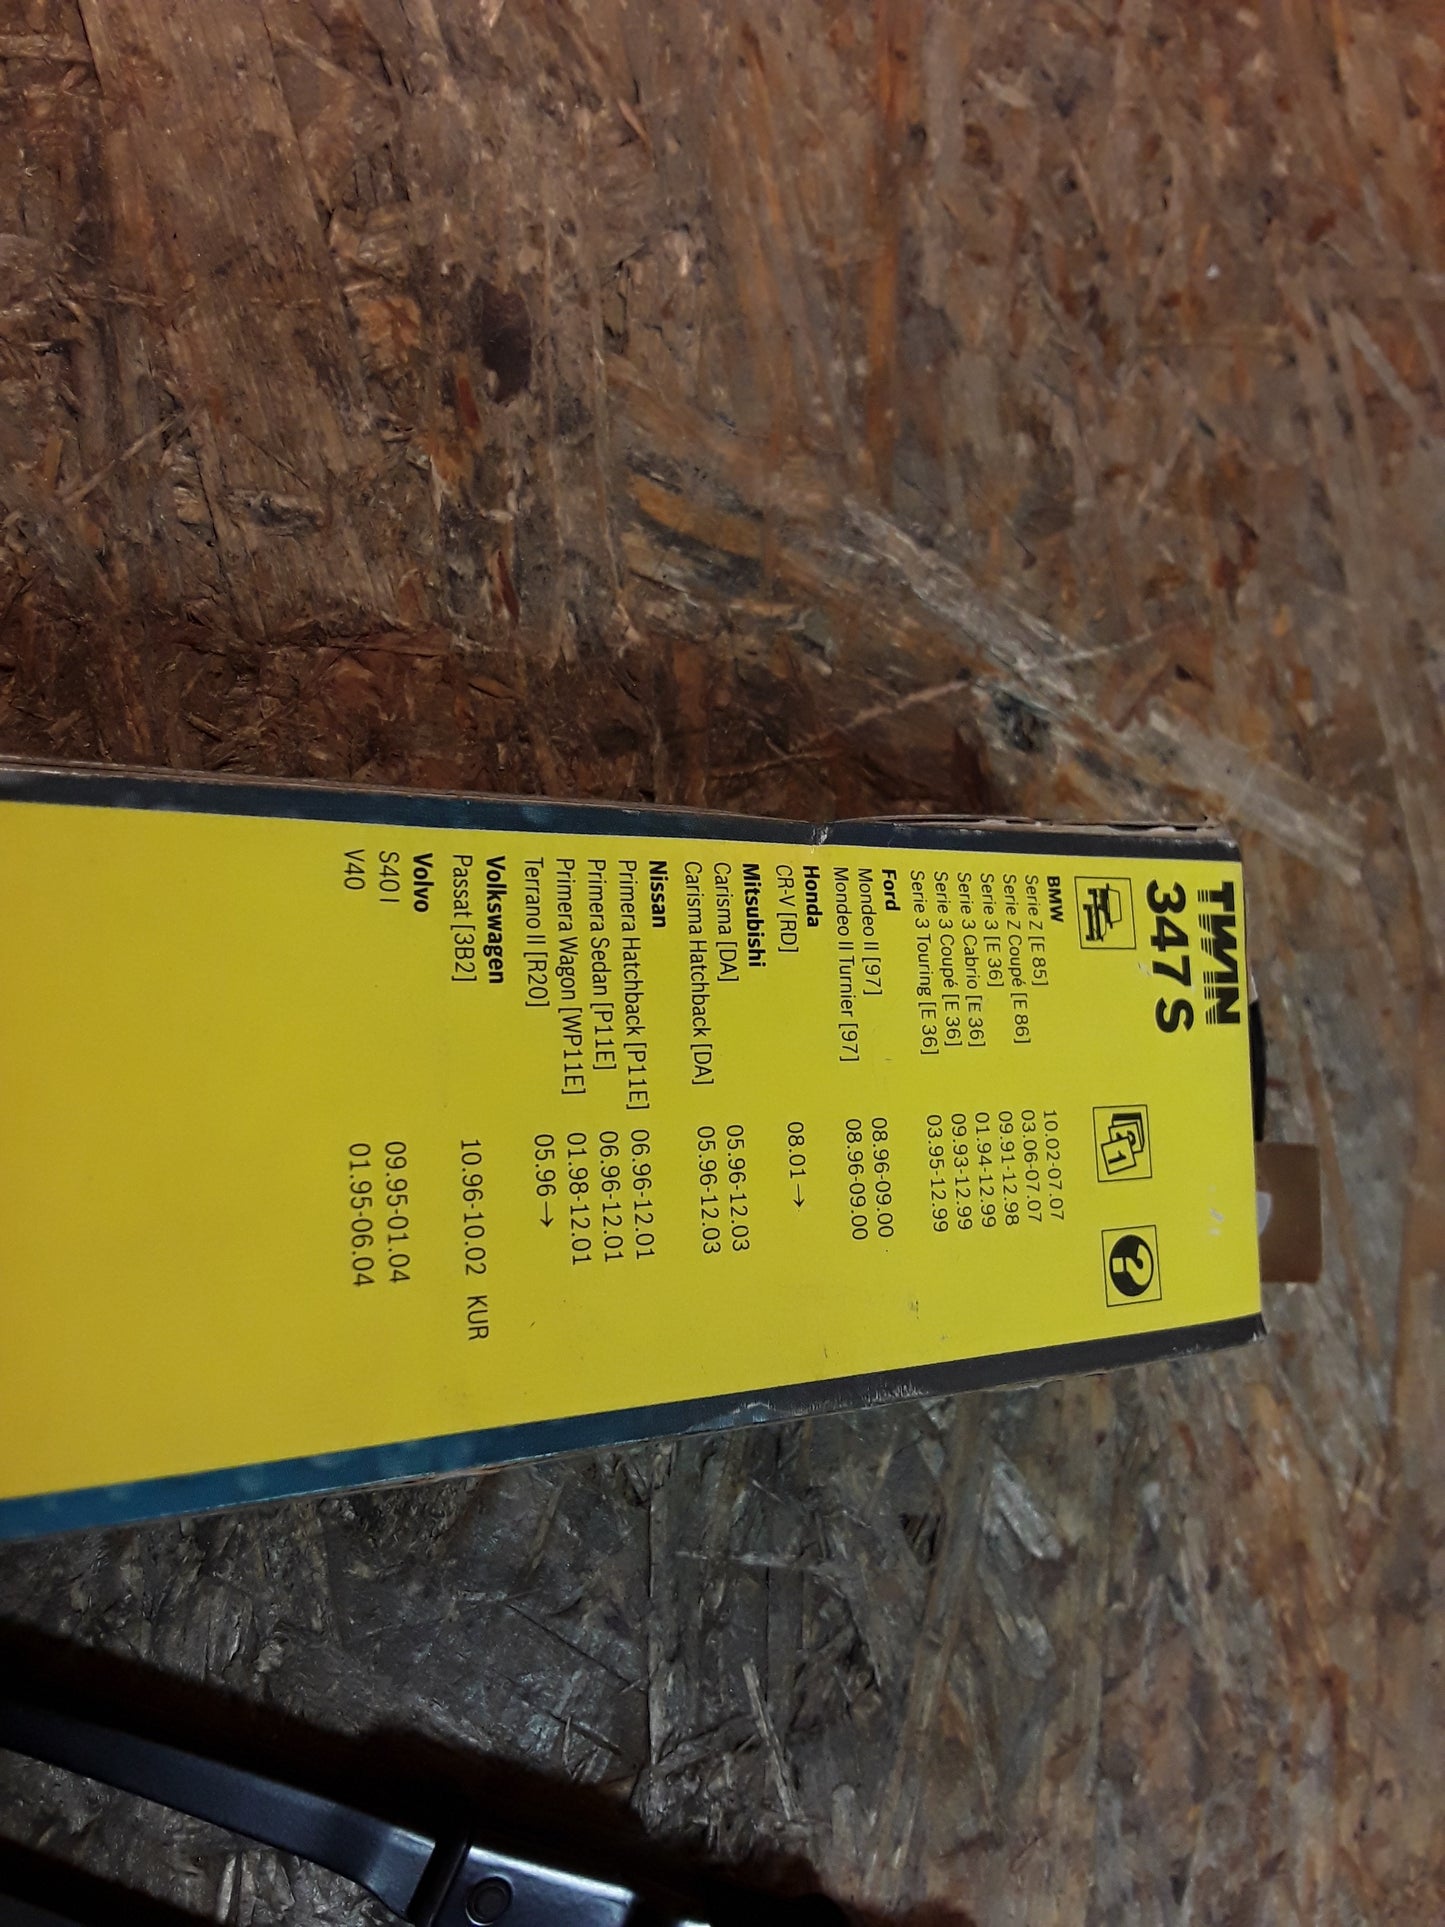 TWIN
347 S
1 ?
BMW
Serie Z [E 85] 10.02-07.07
Serie Z Coupé [E 86] 03.06-07.07
Serie 3 [E 36] 09.91-12.98
Serie 3 Cabrio [E 36] 01.94-12.99
Serie 3 Coupé [E 36] 09.93-12.99
Serie 3 Touring [E 36] 03.95-12.99
Ford
Mondeo II [97] 08.96-09.00
Mondeo II Turnier [97] 08.96-09.00
Honda
CR-V [RD] 08.01 →
Mitsubishi
Carisma [DA] 05.96-12.03
Carisma Hatchback [DA] 05.96-12.03
Nissan
Primera Hatchback [P11E] 06.96-12.01
Primera Sedan [P11E] 06.96-12.01
Primera Wagon [WP11E] 01.98-12.01
Terrano II [R20] 05.96 →
Volkswagen
Passat [3B2] 10.96-10.02 KUR
Volvo
S40 I 09.95-01.04
V40 01.95-06.04